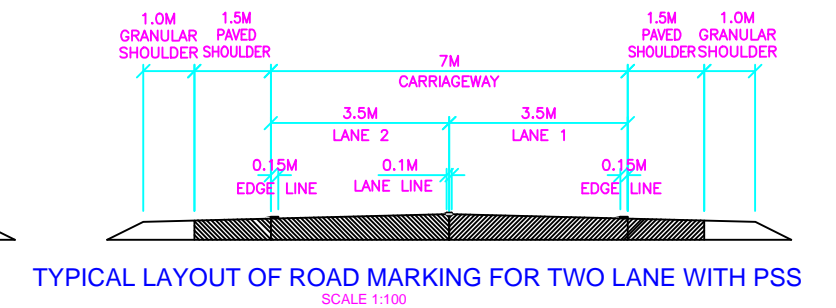 1.0M
GRANULAR
SHOULDER
1.5M
PAVED
SHOULDER
1.5M
PAVED
SHOULDER
1.0M
GRANULAR
SHOULDER
7M
CARRIAGEWAY
3.5M
LANE 2
3.5M
LANE 1
0.15M
EDGE LINE
0.1M
LANE LINE
0.15M
EDGE LINE
TYPICAL LAYOUT OF ROAD MARKING FOR TWO LANE WITH PSS
SCALE 1:100